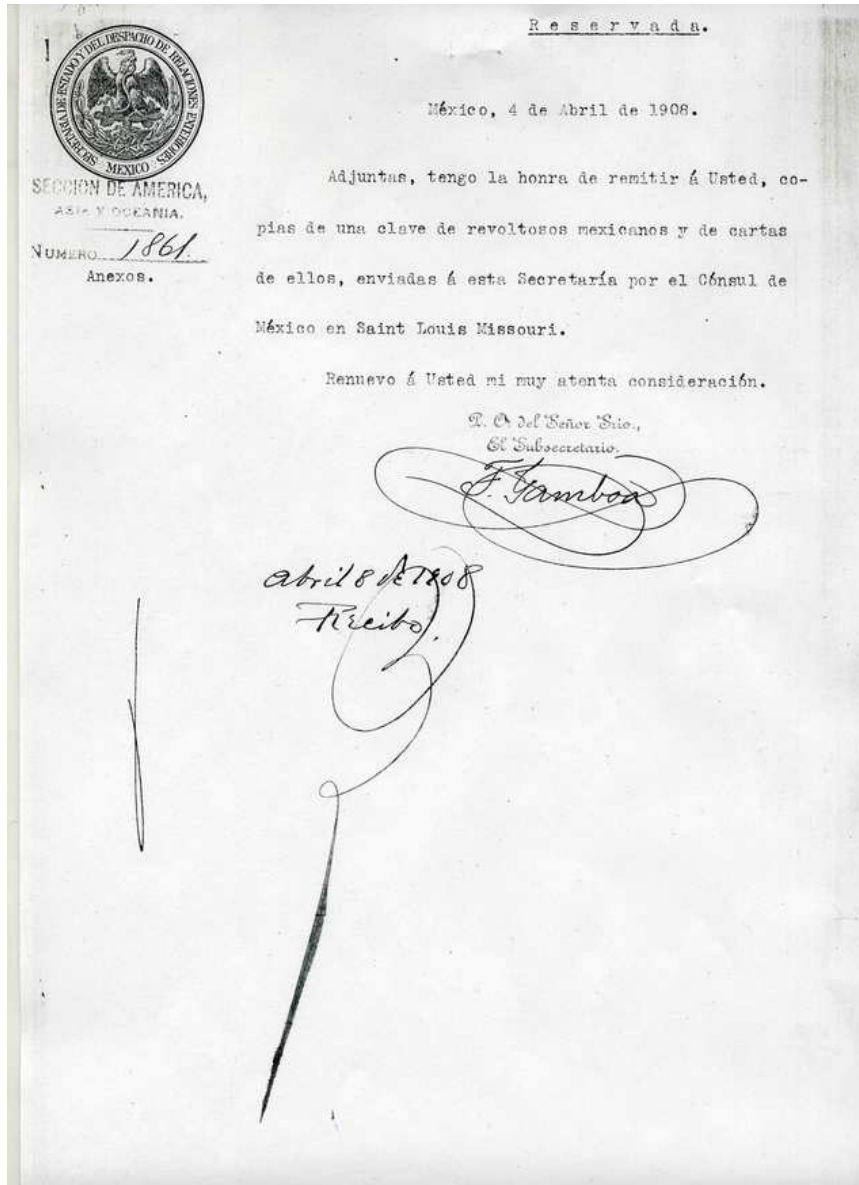 Reservada.
SECRETARIA DE ESTADO Y DEL DESPACHO DE RELACIONES EXTERIORES
MEXICO
México, 4 de Abril de 1908.
SECCION DE AMERICA,
ASIA Y OCEANIA.
NUMERO 1861.
Anexos.
Adjuntas, tengo la honra de remitir á Usted, co-
pias de una clave de revoltosos mexicanos y de cartas
de ellos, enviadas á esta Secretaría por el Cónsul de
México en Saint Louis Missouri.
Renuevo á Usted mi muy atenta consideración.
P. O. del Señor Srio.,
El Subsecretario.
F. Gamboa
Abril 8 de 1908
Recibo.